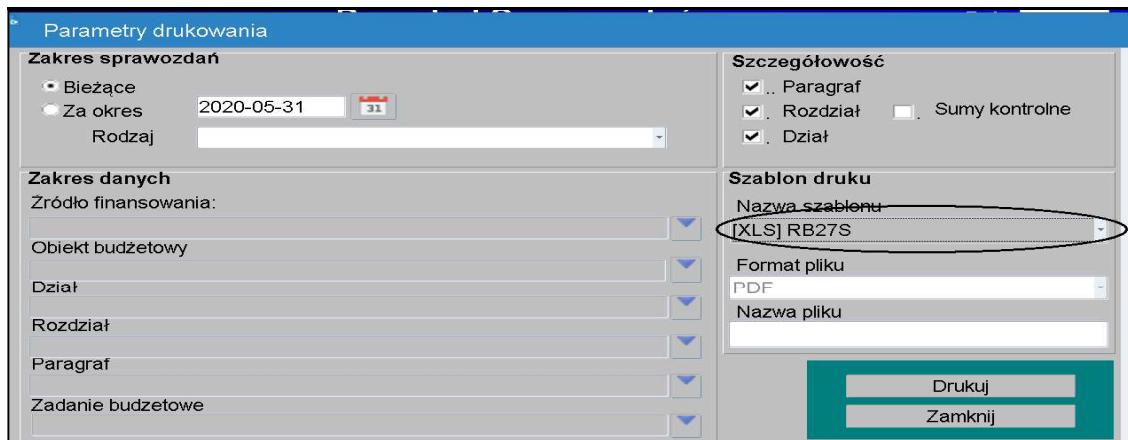 Parametry drukowania
Zakres sprawozdań
Bieżące
Za okres 2020-05-31 31
Rodzaj
Szczegółowość
.. Paragraf
. Rozdział . Sumy kontrolne
. Dział
Zakres danych
Źródło finansowania:
Obiekt budżetowy
Dział
Rozdział
Paragraf
Zadanie budzetowe
Szablon druku
Nazwa szablonu
[XLS] RB27S
Format pliku
PDF
Nazwa pliku
Drukuj
Zamknij